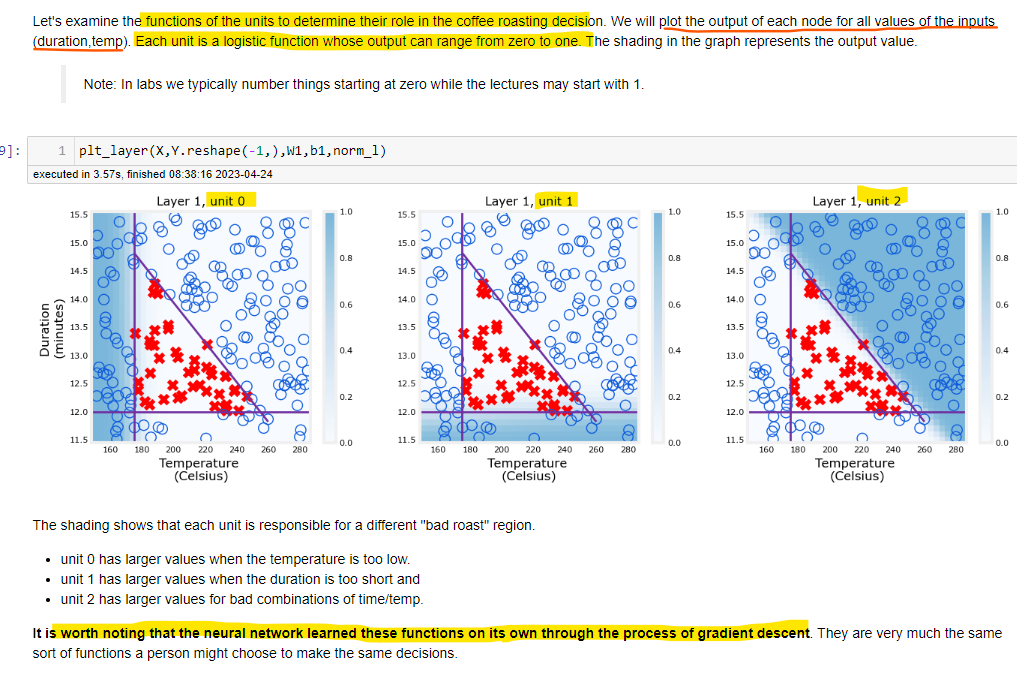 Let's examine the functions of the units to determine their role in the coffee roasting decision. We will plot the output of each node for all values of the inputs
(duration,temp). Each unit is a logistic function whose output can range from zero to one. The shading in the graph represents the output value.
Note: In labs we typically number things starting at zero while the lectures may start with 1.
9]:
1 plt_layer(X,Y.reshape(-1,),W1,b1,norm_l)
executed in 3.57s, finished 08:38:16 2023-04-24
Layer 1, unit 0
15.5
15.0
14.5
14.0
13.5
13.0
12.5
12.0
11.5
Duration
(minutes)
160 180 200 220 240 260 280
Temperature
(Celsius)
1.0
0.8
0.6
0.4
0.2
0.0
Layer 1, unit 1
15.5
15.0
14.5
14.0
13.5
13.0
12.5
12.0
11.5
160 180 200 220 240 260 280
Temperature
(Celsius)
1.0
0.8
0.6
0.4
0.2
0.0
Layer 1, unit 2
15.5
15.0
14.5
14.0
13.5
13.0
12.5
12.0
11.5
160 180 200 220 240 260 280
Temperature
(Celsius)
1.0
0.8
0.6
0.4
0.2
0.0
The shading shows that each unit is responsible for a different "bad roast" region.
• unit 0 has larger values when the temperature is too low.
• unit 1 has larger values when the duration is too short and
• unit 2 has larger values for bad combinations of time/temp.
It is worth noting that the neural network learned these functions on its own through the process of gradient descent. They are very much the same
sort of functions a person might choose to make the same decisions.